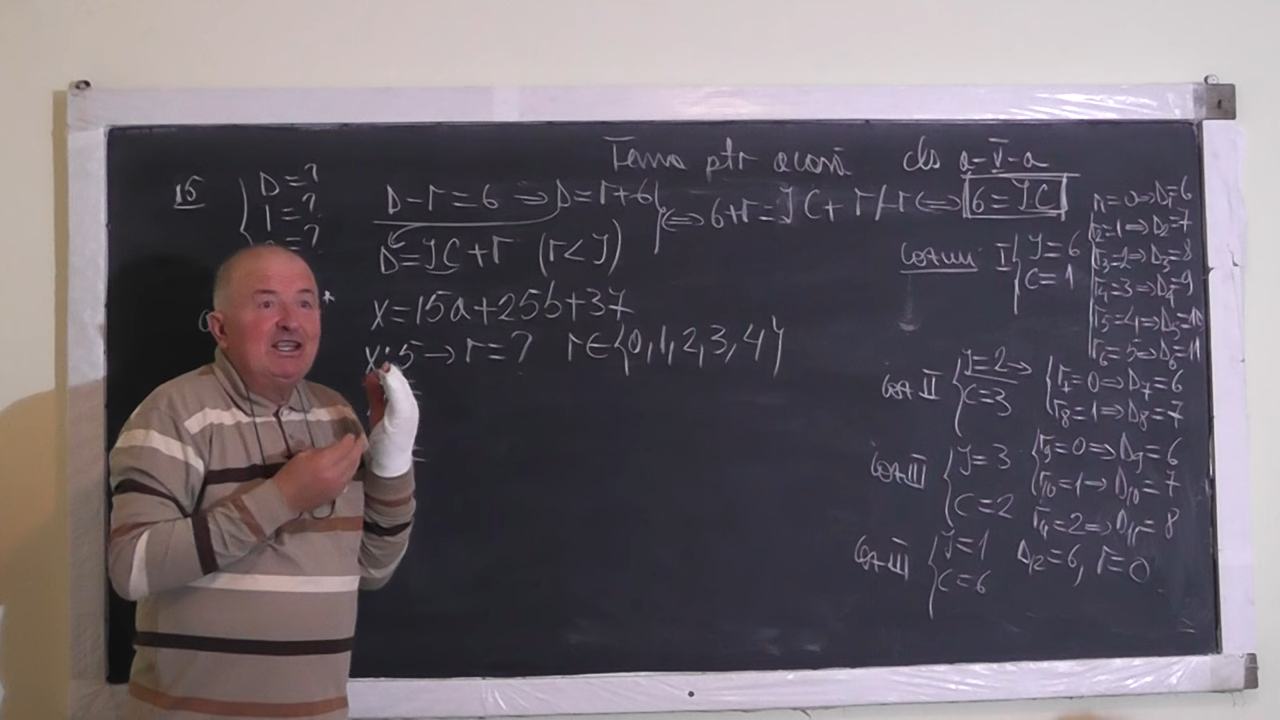 Tema ptr acasă cls a-V-a
15
D=?
Î=?
D-r=6 ⇒ D=r+6
D=ÎC+r (r<Î)
⇔ 6+r=ÎC+r /-r ⇔ 6=ÎC
x=15a+25b+37
x:5→r=? r∈{0,1,2,3,4}
Cazuri I { Î=6
C=1
r=0⇒D=6
r2=1⇒D2=7
r3=2⇒D3=8
r4=3⇒D4=9
r5=4⇒D5=10
r6=5⇒D6=11
Caz II { Î=2→
C=3
r7=0⇒D7=6
r8=1⇒D8=7
Caz III { Î=3
C=2
r9=0⇒D9=6
r10=1⇒D10=7
r11=2⇒D11=8
Caz III { Î=1
C=6
D12=6, r=0